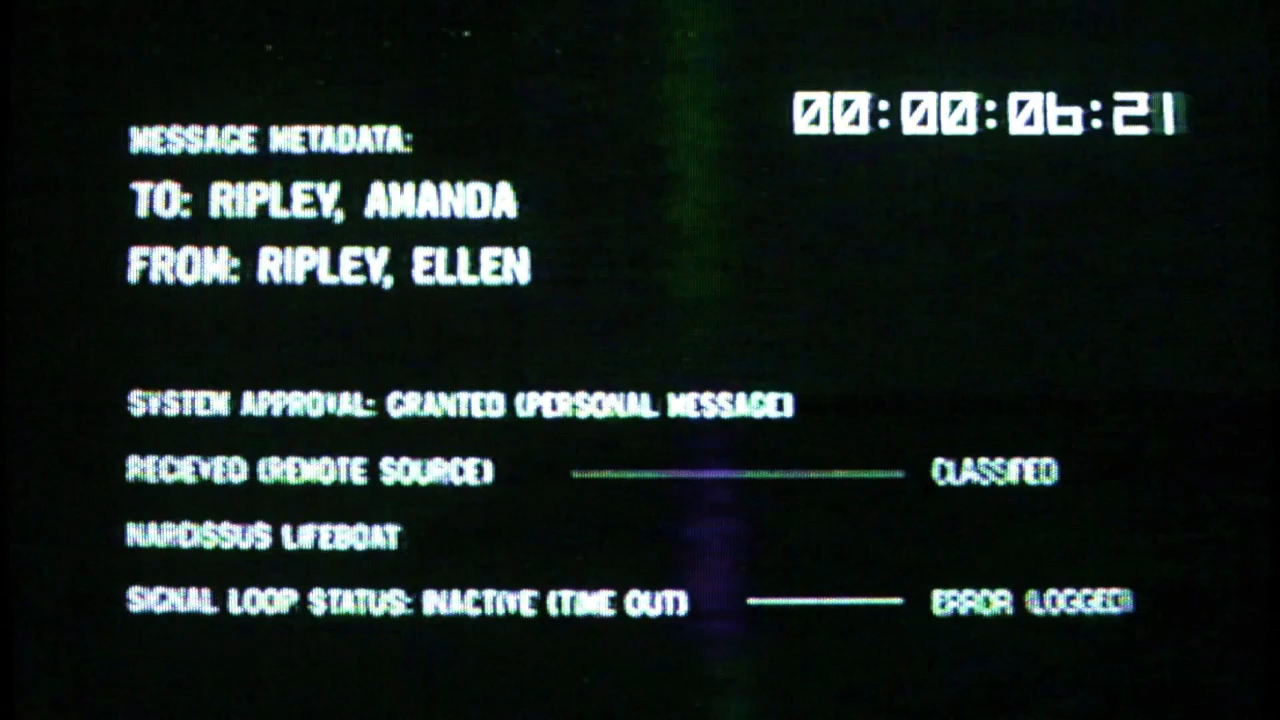 00:00:06:21
MESSAGE METADATA:
TO: RIPLEY, AMANDA
FROM: RIPLEY, ELLEN
SYSTEM APPROVAL: GRANTED (PERSONAL MESSAGE)
RECIEVED (REMOTE SOURCE) CLASSIFIED
NARCISSUS LIFEBOAT
SIGNAL LOOP STATUS: INACTIVE (TIME OUT) ERROR (LOGGED)